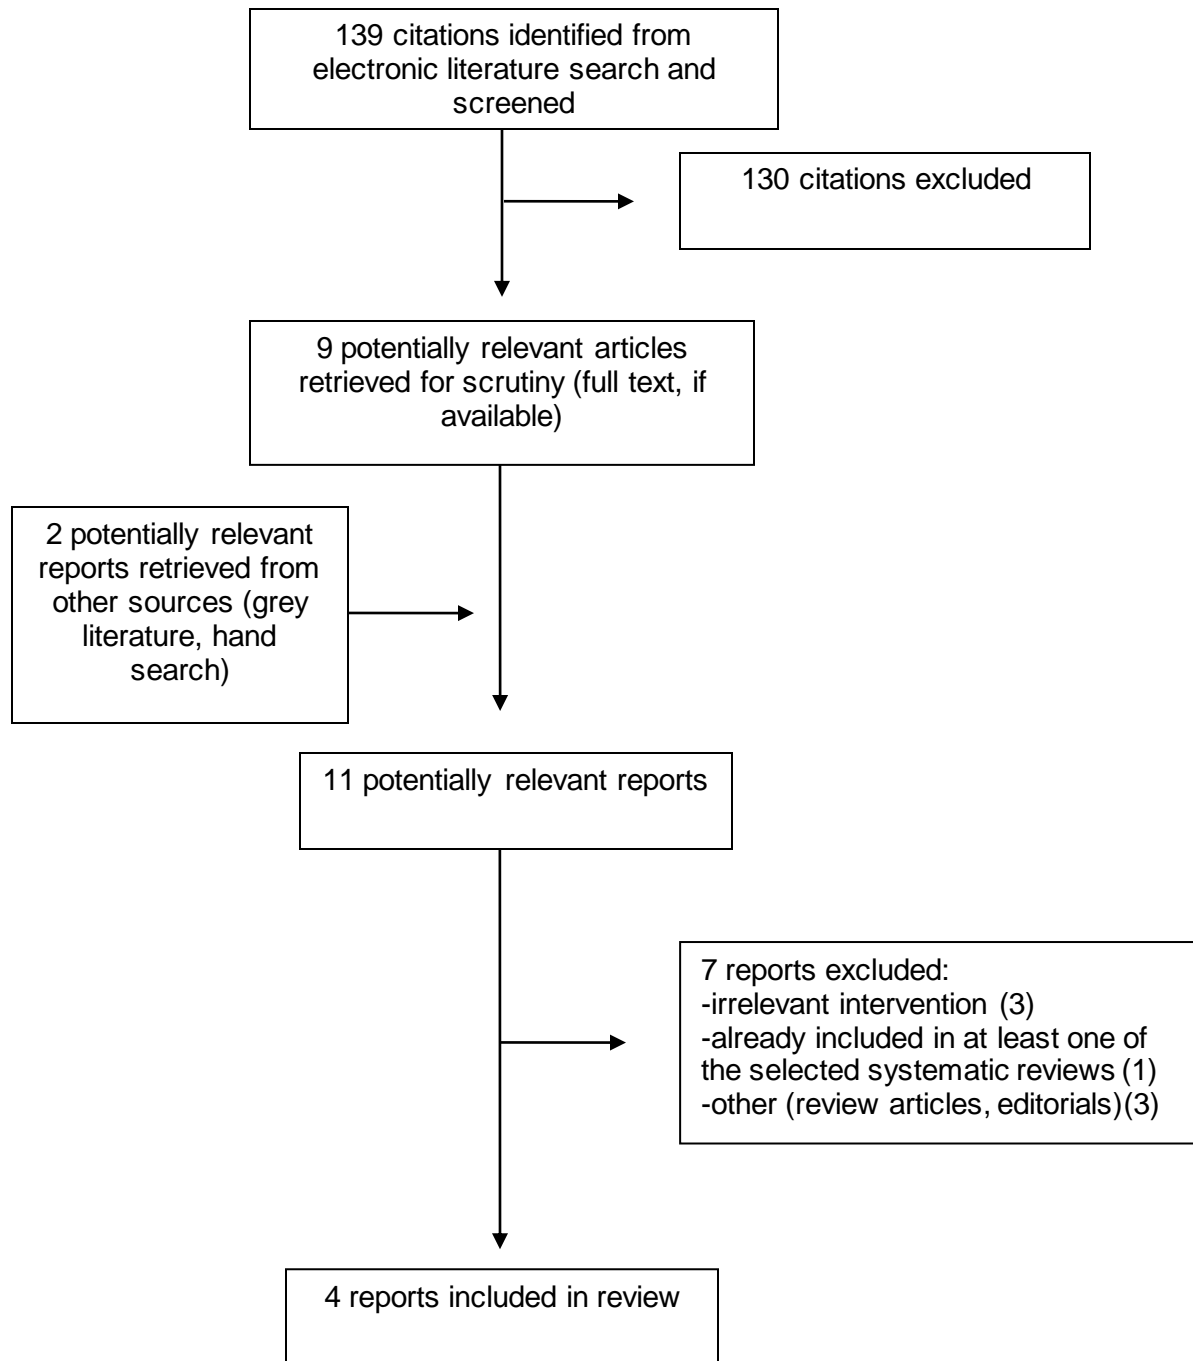 139 citations identified from
electronic literature search and
screened
130 citations excluded
9 potentially relevant articles
retrieved for scrutiny (full text, if
available)
2 potentially relevant
reports retrieved from
other sources (grey
literature, hand
search)
11 potentially relevant reports
7 reports excluded:
-irrelevant intervention (3)
-already included in at least one of
the selected systematic reviews (1)
-other (review articles, editorials)(3)
4 reports included in review